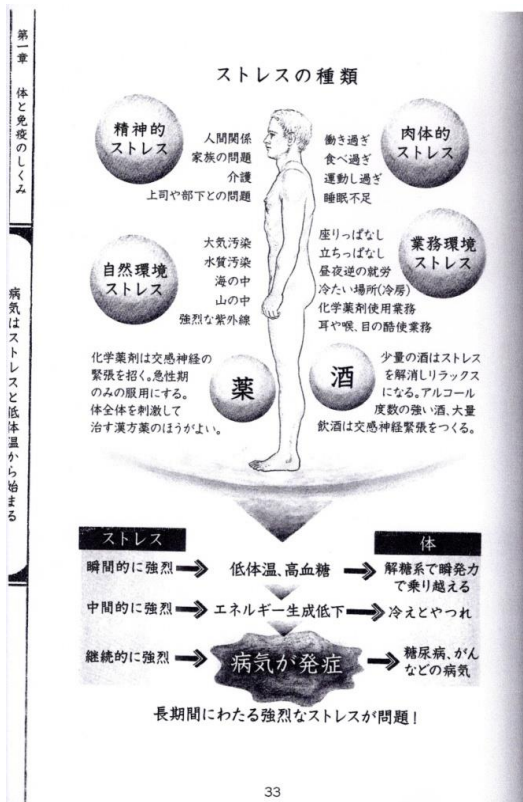 第一章　体と免疫のしくみ
病気はストレスと低体温から始まる
ストレスの種類
精神的
ストレス
人間関係
家族の問題
介護
上司や部下との問題
肉体的
ストレス
働き過ぎ
食べ過ぎ
運動し過ぎ
睡眠不足
自然環境
ストレス
大気汚染
水質汚染
海の中
山の中
強烈な紫外線
業務環境
ストレス
座りっぱなし
立ちっぱなし
昼夜逆の就労
冷たい場所(冷房)
化学薬剤使用業務
耳や喉、目の酷使業務
化学薬剤は交感神経の
緊張を招く。急性期
のみの服用にする。
体全体を刺激して
治す漢方薬のほうがよい。
薬
酒
少量の酒はストレス
を解消しリラックス
になる。アルコール
度数の強い酒、大量
飲酒は交感神経緊張をつくる。
ストレス
体
瞬間的に強烈
低体温、高血糖
解糖系で瞬発力
で乗り越える
中間的に強烈
エネルギー生成低下
冷えとやつれ
継続的に強烈
病気が発症
糖尿病、がん
などの病気
長期間にわたる強烈なストレスが問題!
33